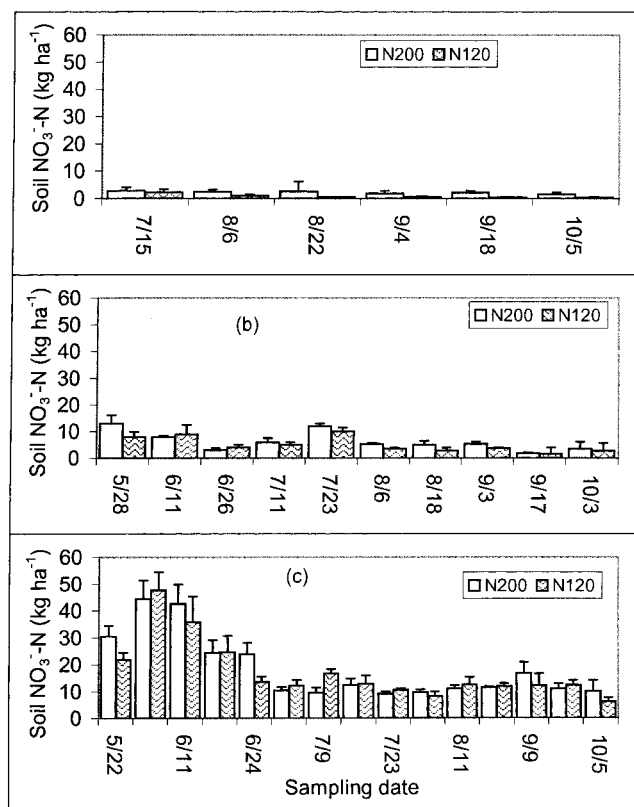 Soil NO₃⁻-N (kg ha⁻¹)
60
50
40
30
20
10
0
N200 N120
7/15 8/6 8/22 9/4 9/18 10/5
Soil NO₃⁻-N (kg ha⁻¹)
60
50
40
30
20
10
0
(b)
N200 N120
5/28 6/11 6/26 7/11 7/23 8/6 8/18 9/3 9/17 10/3
Soil NO₃⁻-N (kg ha⁻¹)
60
50
40
30
20
10
0
(c)
N200 N120
5/22 6/11 6/24 7/9 7/23 8/11 9/9 10/5
Sampling date